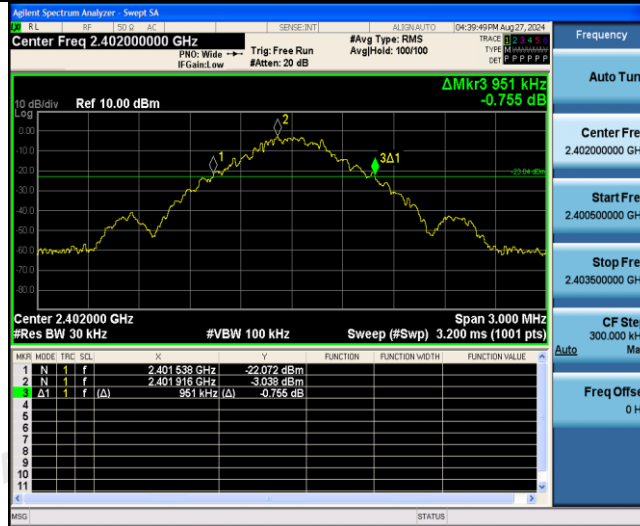 Agilent Spectrum Analyzer - Swept SA
RL RF 50 Ω AC SENSE:INT ALIGNAUTO 04:39:49PM Aug 27, 2024
Center Freq 2.402000000 GHz
PNO: Wide
IFGain:Low
Trig: Free Run
#Atten: 20 dB
#Avg Type: RMS
Avg|Hold: 100/100
TRACE 1 2 3 4 5 6
TYPE M
DET P P P P P P
ΔMkr3 951 kHz
-0.755 dB
10 dB/div Ref 10.00 dBm
Log
0.00
-10.0
-20.0
-30.0
-40.0
-50.0
-60.0
-70.0
-80.0
1
2
3Δ1
-23.04 dBm
Center 2.402000 GHz Span 3.000 MHz
#Res BW 30 kHz #VBW 100 kHz Sweep (#Swp) 3.200 ms (1001 pts)
MKR MODE TRC SCL X Y FUNCTION FUNCTION WIDTH FUNCTION VALUE
1 N 1 f 2.401 538 GHz -22.072 dBm
2 N 1 f 2.401 916 GHz -3.038 dBm
3 Δ1 1 f (Δ) 951 kHz (Δ) -0.755 dB
4
5
6
7
8
9
10
11
MSG STATUS
Frequency
Auto Tun
Center Fre
2.402000000 GH
Start Fre
2.400500000 GH
Stop Fre
2.403500000 GH
CF Ste
300.000 kH
Auto Ma
Freq Offse
0 H